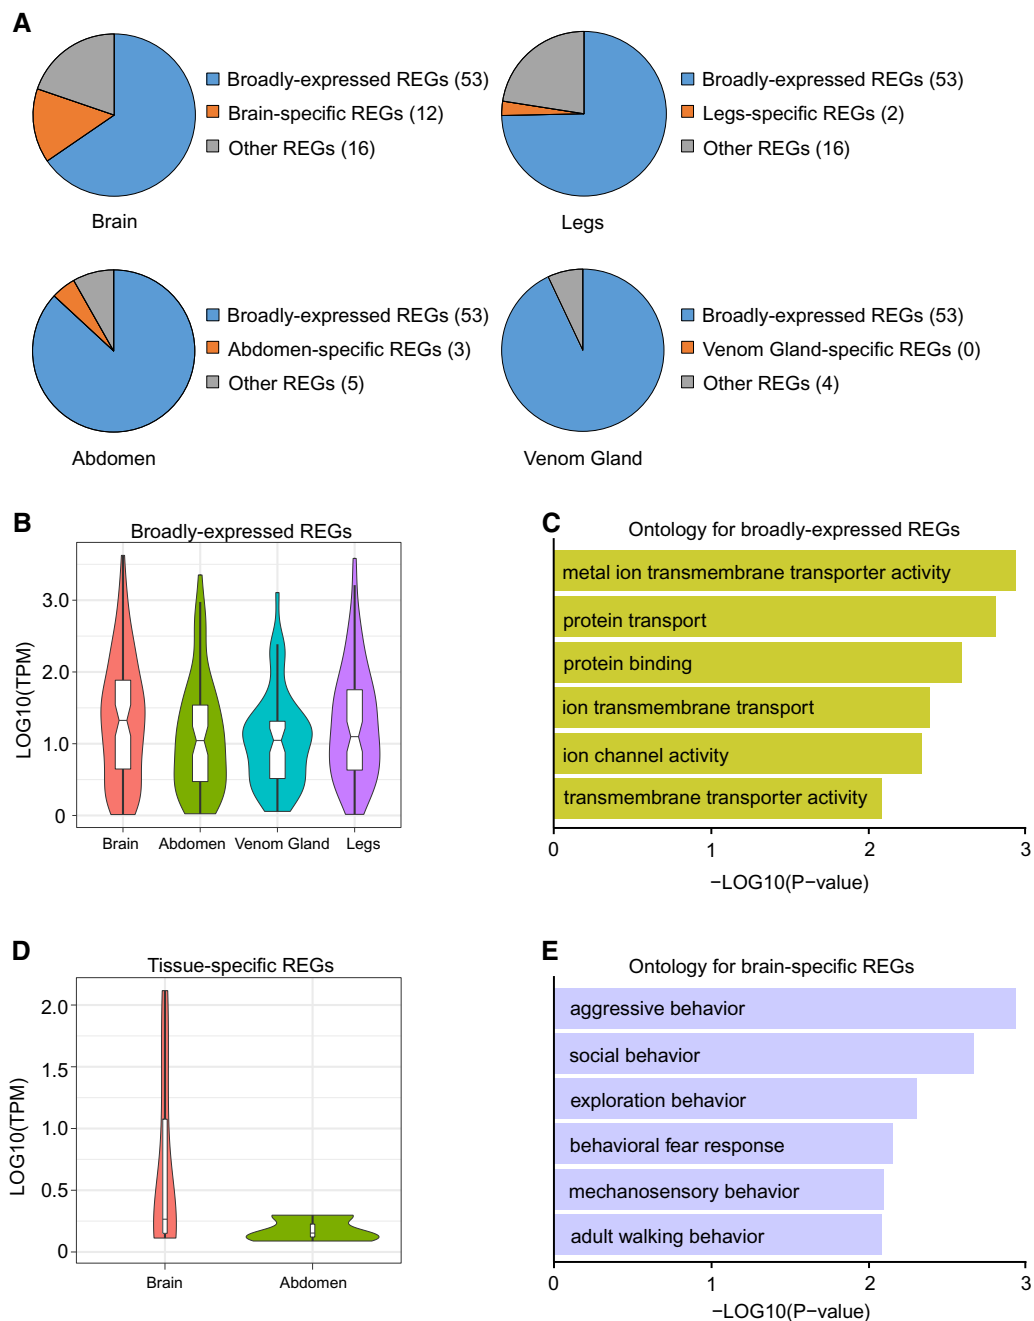 A
Broadly-expressed REGs (53)
Brain-specific REGs (12)
Other REGs (16)
Brain
Broadly-expressed REGs (53)
Legs-specific REGs (2)
Other REGs (16)
Legs
Broadly-expressed REGs (53)
Abdomen-specific REGs (3)
Other REGs (5)
Abdomen
Broadly-expressed REGs (53)
Venom Gland-specific REGs (0)
Other REGs (4)
Venom Gland
B
Broadly-expressed REGs
LOG10(TPM)
3.0
2.0
1.0
0
Brain
Abdomen
Venom Gland
Legs
C
Ontology for broadly-expressed REGs
metal ion transmembrane transporter activity
protein transport
protein binding
ion transmembrane transport
ion channel activity
transmembrane transporter activity
0
1
2
3
−LOG10(P−value)
D
Tissue-specific REGs
LOG10(TPM)
2.0
1.5
1.0
0.5
0
Brain
Abdomen
E
Ontology for brain-specific REGs
aggressive behavior
social behavior
exploration behavior
behavioral fear response
mechanosensory behavior
adult walking behavior
0
1
2
3
−LOG10(P−value)